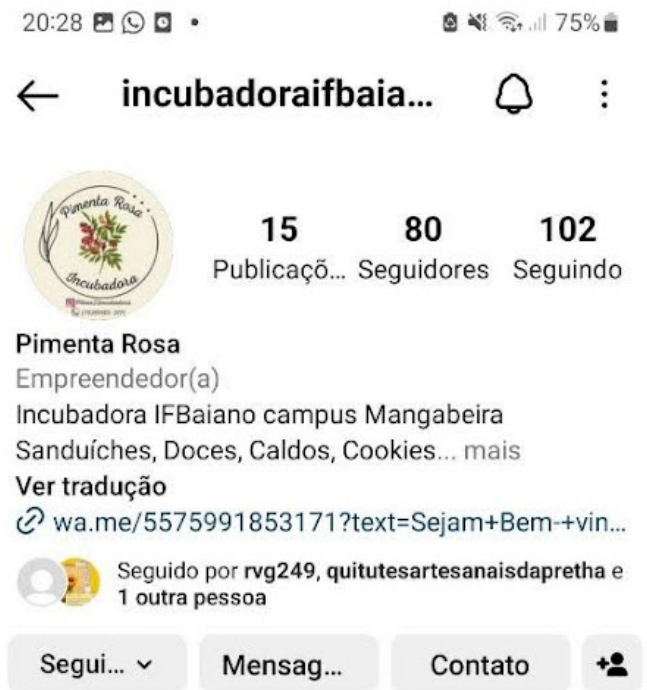 20:28 75%
incubadoraifbaia...
Pimenta Rosa
Incubadora
15 80 102
Publicaçõ... Seguidores Seguindo
Pimenta Rosa
Empreendedor(a)
Incubadora IFBaiano campus Mangabeira
Sanduíches, Doces, Caldos, Cookies... mais
Ver tradução
wa.me/5575991853171?text=Sejam+Bem-+vin...
Seguido por rvg249, quitutesartesanaisdapretha e
1 outra pessoa
Segui... Mensag... Contato